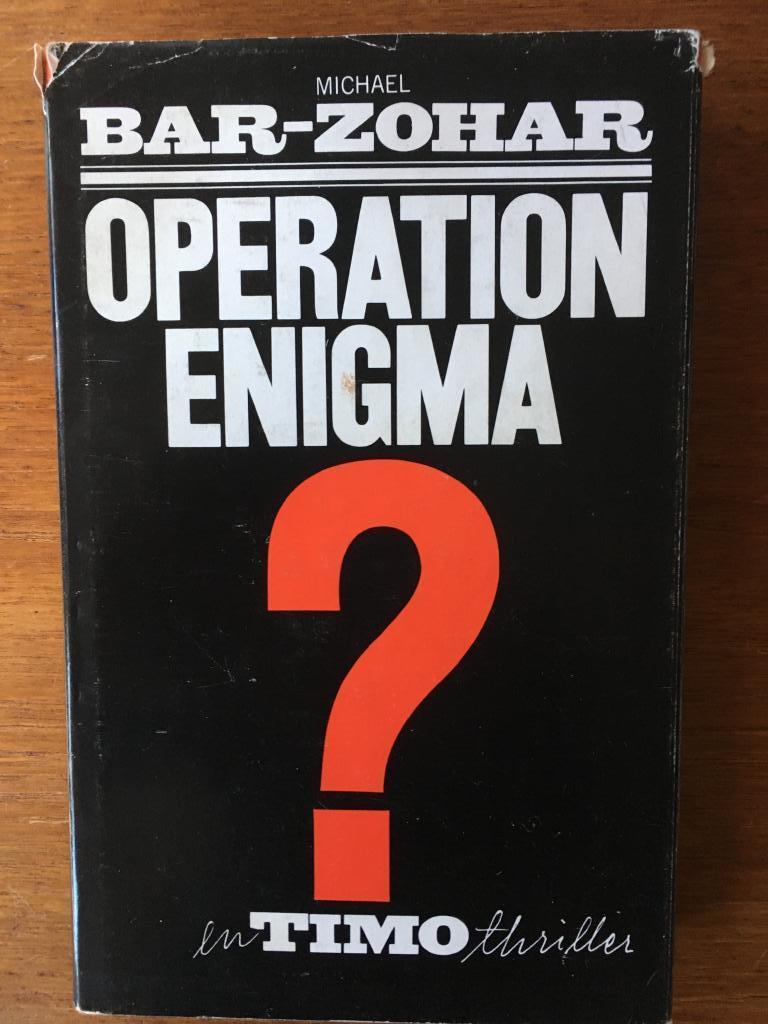 MICHAEL
BAR-ZOHAR
OPERATION
ENIGMA
?
en TIMO thriller